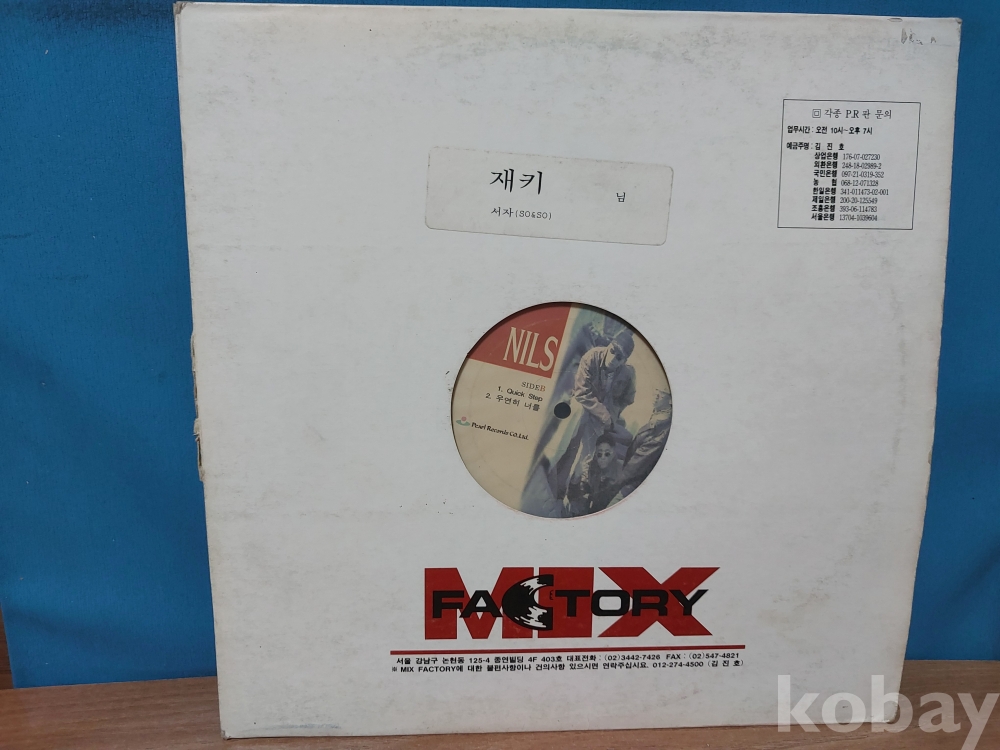 回 각종 P.R 판 문의
업무시간 : 오전 10시~오후 7시
예금주명 : 김 진 호
상업은행 176-07-027230
외환은행 248-18-02989-2
국민은행 097-21-0319-352
농 협 068-12-071328
한일은행 341-011473-02-001
제일은행 200-20-125549
조흥은행 393-06-114783
서울은행 13704-1039604
재키 님
서자(SO&SO)
NILS
SIDE B
1. Quick Step
2. 우연히 너를
Pearl Records CO.Ltd.
MIX
FACTORY
서울 강남구 논현동 125-4 종연빌딩 4F 403호 대표전화 : (02)3442-7426 FAX : (02)547-4821
※ MIX FACTORY에 대한 불편사항이나 건의사항 있으시면 연락주십시요. 012-274-4500 (김 진 호)
kobay